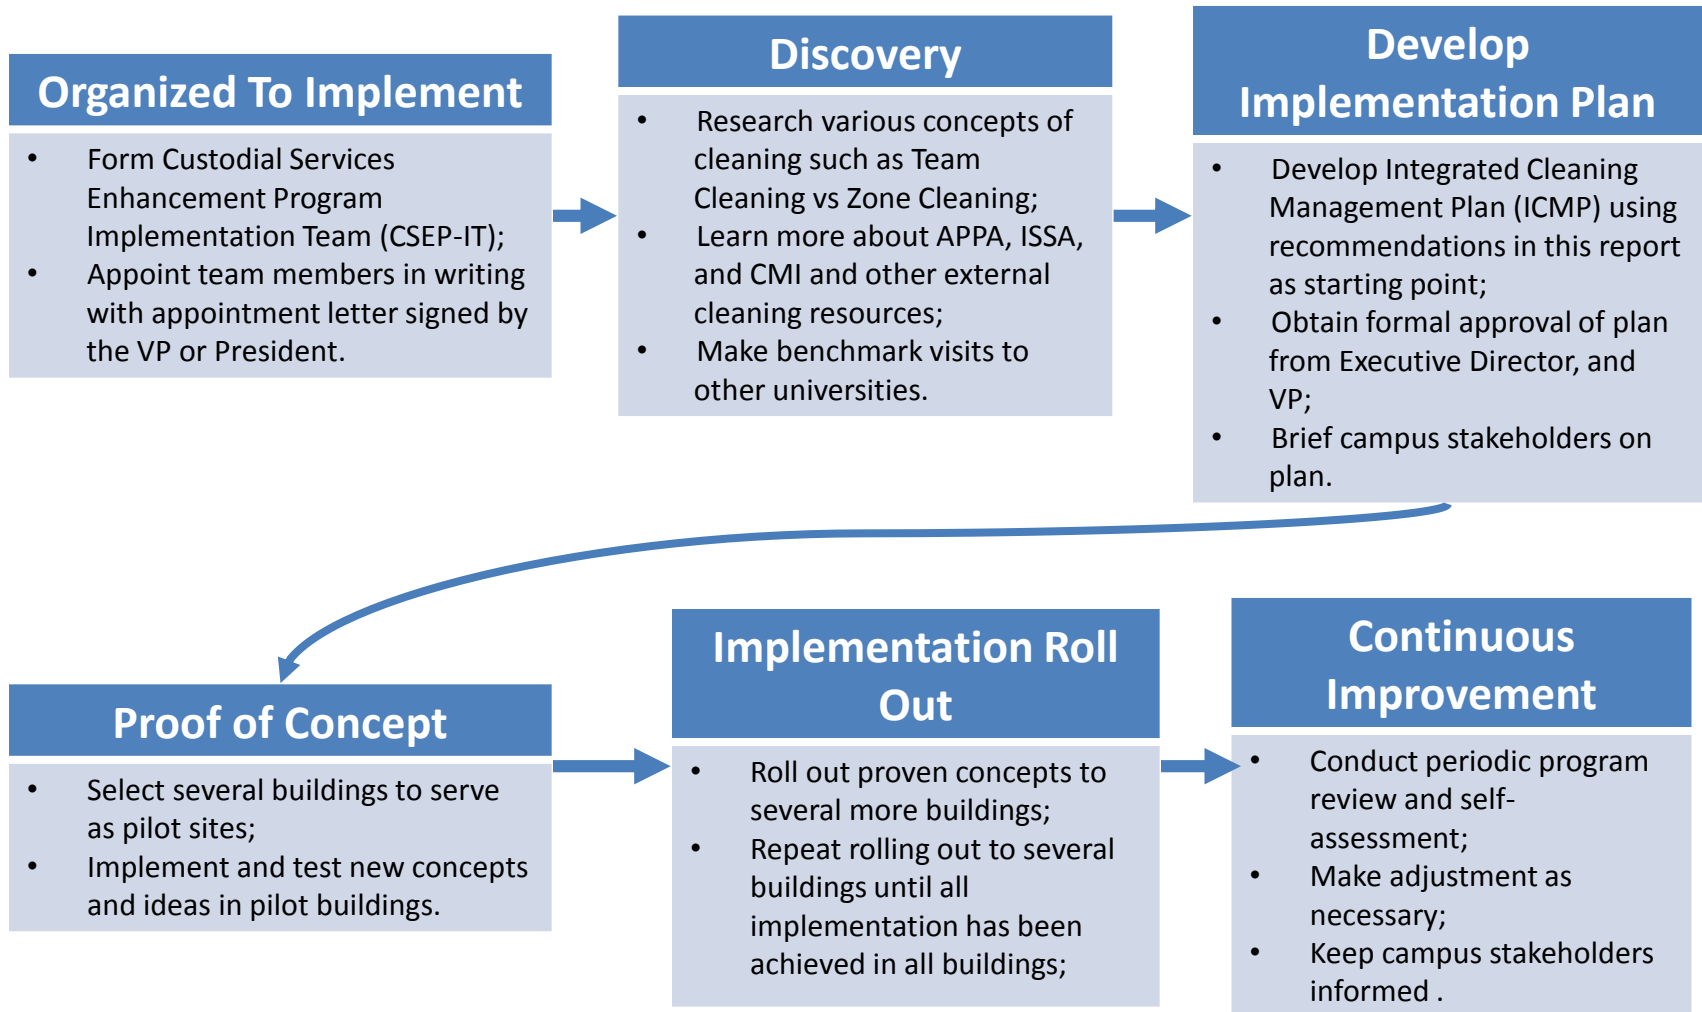 Organized To Implement
• Form Custodial Services
Enhancement Program
Implementation Team (CSEP-IT);
• Appoint team members in writing
with appointment letter signed by
the VP or President.
Discovery
• Research various concepts of
cleaning such as Team
Cleaning vs Zone Cleaning;
• Learn more about APPA, ISSA,
and CMI and other external
cleaning resources;
• Make benchmark visits to
other universities.
Develop
Implementation Plan
• Develop Integrated Cleaning
Management Plan (ICMP) using
recommendations in this report
as starting point;
• Obtain formal approval of plan
from Executive Director, and
VP;
• Brief campus stakeholders on
plan.
Proof of Concept
• Select several buildings to serve
as pilot sites;
• Implement and test new concepts
and ideas in pilot buildings.
Implementation Roll
Out
• Roll out proven concepts to
several more buildings;
• Repeat rolling out to several
buildings until all
implementation has been
achieved in all buildings;
Continuous
Improvement
• Conduct periodic program
review and self-
assessment;
• Make adjustment as
necessary;
• Keep campus stakeholders
informed .